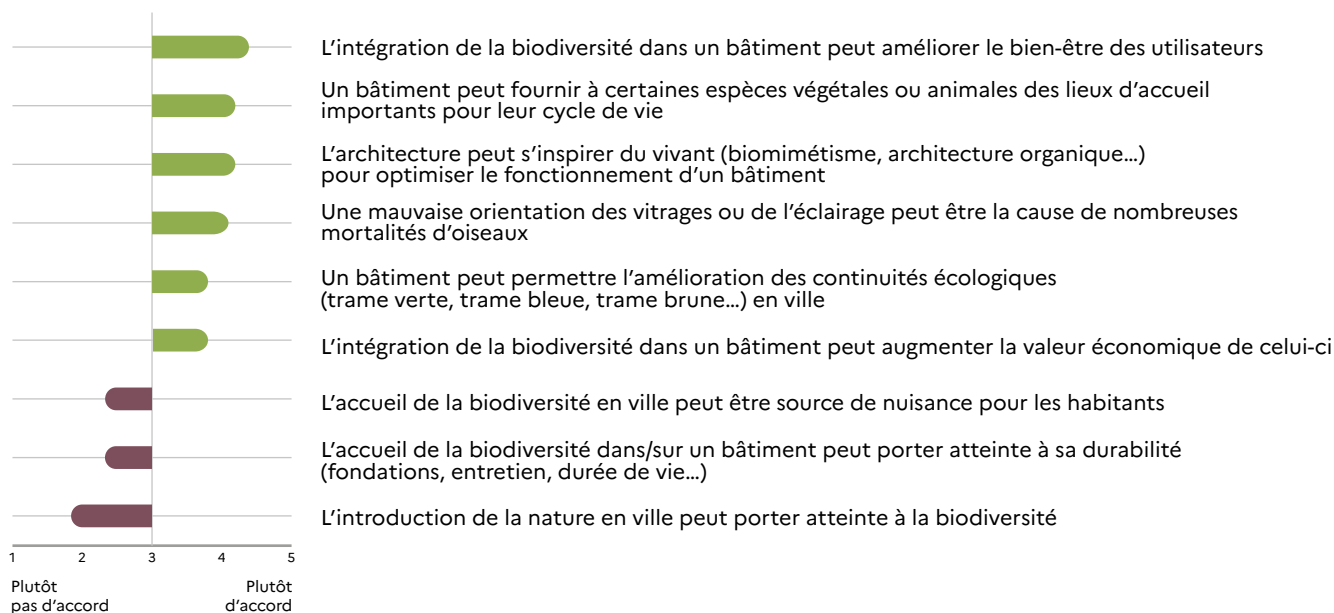 L’intégration de la biodiversité dans un bâtiment peut améliorer le bien-être des utilisateurs
Un bâtiment peut fournir à certaines espèces végétales ou animales des lieux d’accueil
importants pour leur cycle de vie
L’architecture peut s’inspirer du vivant (biomimétisme, architecture organique…)
pour optimiser le fonctionnement d’un bâtiment
Une mauvaise orientation des vitrages ou de l’éclairage peut être la cause de nombreuses
mortalités d’oiseaux
Un bâtiment peut permettre l’amélioration des continuités écologiques
(trame verte, trame bleue, trame brune…) en ville
L’intégration de la biodiversité dans un bâtiment peut augmenter la valeur économique de celui-ci
L’accueil de la biodiversité en ville peut être source de nuisance pour les habitants
L’accueil de la biodiversité dans/sur un bâtiment peut porter atteinte à sa durabilité
(fondations, entretien, durée de vie…)
L’introduction de la nature en ville peut porter atteinte à la biodiversité
1 2 3 4 5
Plutôt Plutôt
pas d’accord d’accord